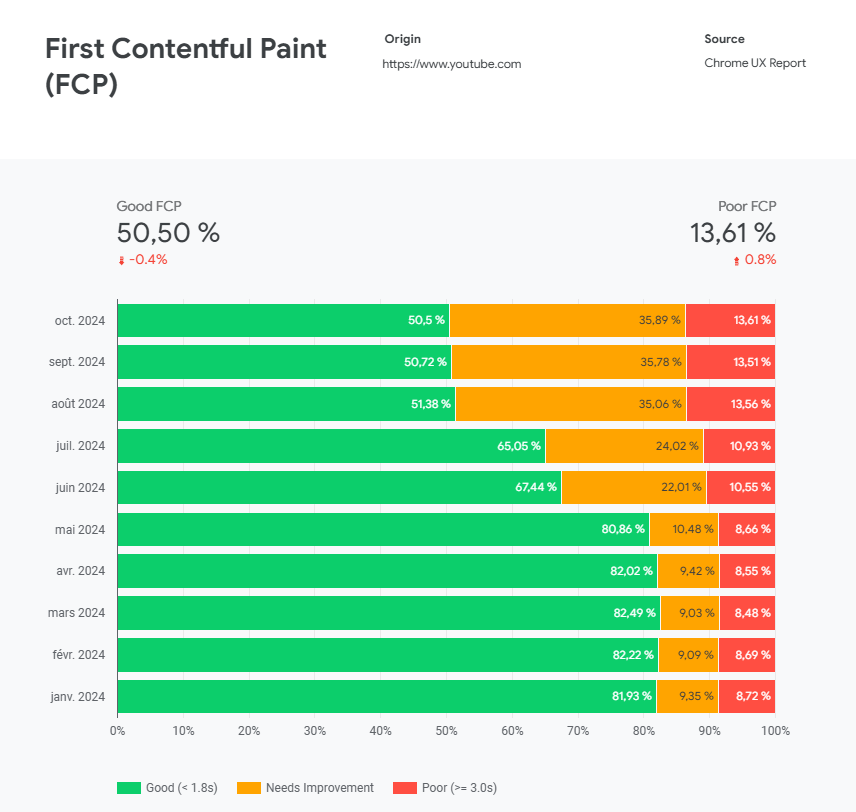 First Contentful Paint
(FCP)
Origin
https://www.youtube.com
Source
Chrome UX Report
Good FCP
50,50 %
-0.4%
Poor FCP
13,61 %
0.8%
oct. 2024 50,5 % 35,89 % 13,61 %
sept. 2024 50,72 % 35,78 % 13,51 %
août 2024 51,38 % 35,06 % 13,56 %
juil. 2024 65,05 % 24,02 % 10,93 %
juin 2024 67,44 % 22,01 % 10,55 %
mai 2024 80,86 % 10,48 % 8,66 %
avr. 2024 82,02 % 9,42 % 8,55 %
mars 2024 82,49 % 9,03 % 8,48 %
févr. 2024 82,22 % 9,09 % 8,69 %
janv. 2024 81,93 % 9,35 % 8,72 %
0% 10% 20% 30% 40% 50% 60% 70% 80% 90% 100%
Good (< 1.8s) Needs Improvement Poor (>= 3.0s)